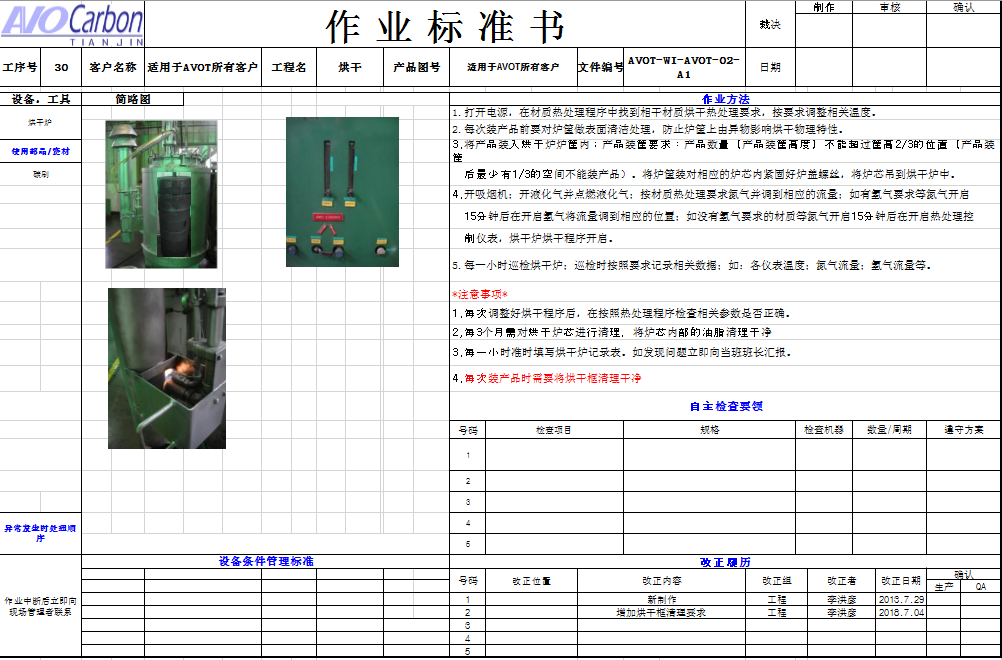 AVO Carbon
TIANJIN
作业标准书
裁决
制作 审核 确认
日期
工序号 30 客户名称 适用于AVOT所有客户 工程名 烘干 产品图号 适用于AVOT所有客户 文件编号 AVOT-WI-AVOT-02-A1
设备，工具 简略图 作业方法
烘干炉
使用部品/资材
联制
1. 打开电源，在材质热处理程序中找到相干材质烘干热处理要求，按要求调整相关温度。
2. 每次装产品前要对炉筐做表面清洁处理，防止炉筐上由异物影响烘干物理特性。
3,将产品装入烘干炉炉筐内；产品装筐要求：产品数量（产品装筐高度）不能超过筐高2/3的位置（产品装筐
后最少有1/3的空间不能装产品）。将炉筐装对相应的炉芯内紧固好炉盖螺丝，将炉芯吊到烘干炉中。
4,开吸烟机；开液化气并点燃液化气；按材质热处理要求氮气并调到相应的流量；如有氢气要求等氮气开启
15分钟后在开启氢气将流量调到相应的位置；如没有氢气要求的材质等氮气开启15分钟后在开启热处理控
制仪表，烘干炉烘干程序开启。
5. 每一小时巡检烘干炉；巡检时按照要求记录相关数据；如：各仪表温度；氮气流量；氢气流量等。
*注意事项*
1,每次调整好烘干程序后，在按照热处理程序检查相关参数是否正确。
2,每3个月需对烘干炉芯进行清理，将炉芯内部的油脂清理干净
3,每一小时准时填写烘干炉记录表。如发现问题立即向当班班长汇报。
4,每次装产品时需要将烘干框清理干净
自主检查要领
号码 检查项目 规格 检查机器 数量/周期 遵守方案
1
2
3
4
5
异常发生时处理顺序
作业中断后立即向现场管理者联系
设备条件管理标准
改正履历
号码 改正位置 改正内容 改正组 改正者 改正日期 确认
生产 QA
1 新制作 工程 李洪彦 2013.7.29
2 增加烘干框清理要求 工程 李洪彦 2018.7.04
3
4
5